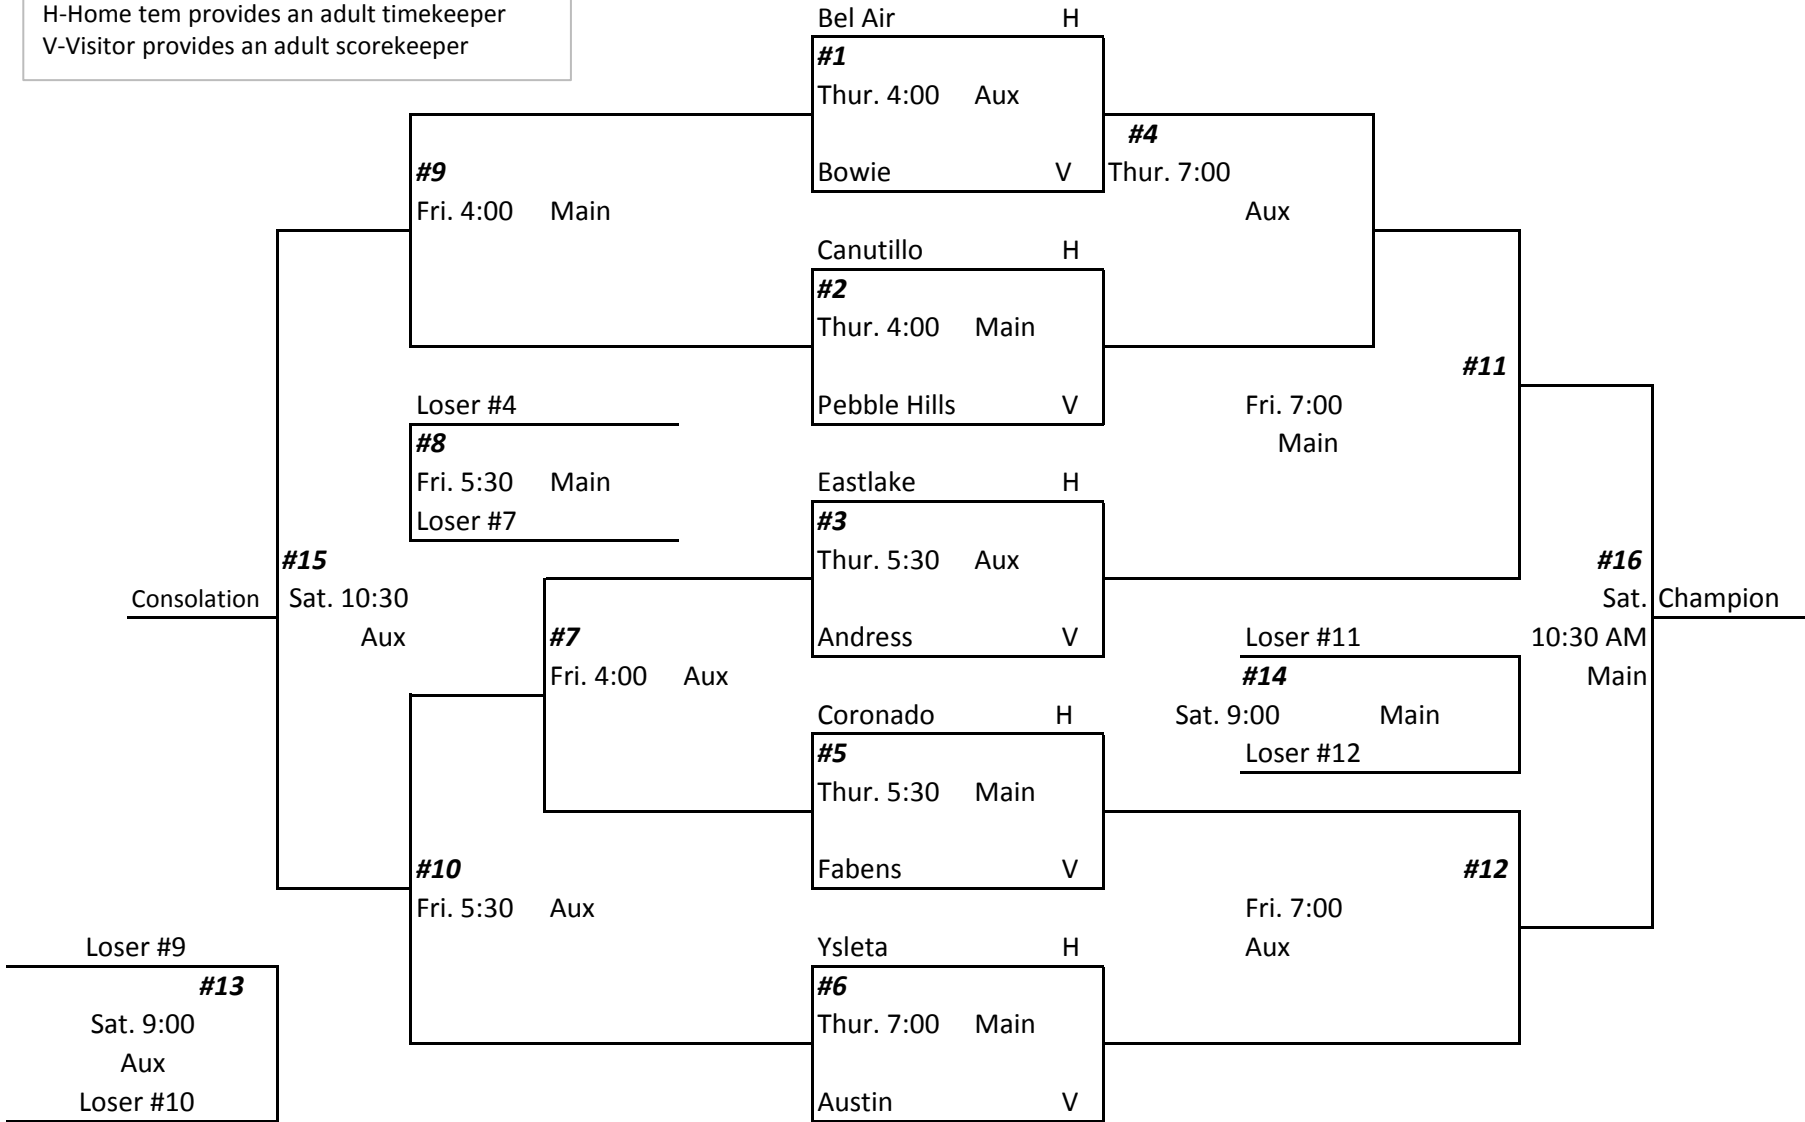 H-Home tem provides an adult timekeeper
V-Visitor provides an adult scorekeeper
Bel Air H
#1
Thur. 4:00 Aux
#4
#9
Bowie V
Thur. 7:00
Fri. 4:00 Main
Aux
Canutillo H
#2
Thur. 4:00 Main
#11
Loser #4
Pebble Hills V
Fri. 7:00
#8
Main
Fri. 5:30 Main
Eastlake H
Loser #7
#3
#15
Thur. 5:30 Aux
#16
Consolation
Sat. 10:30
Sat.
Champion
Aux
#7
Andress V
Loser #11
10:30 AM
Fri. 4:00 Aux
#14
Main
Coronado H
Sat. 9:00 Main
#5
Loser #12
Thur. 5:30 Main
#10
Fabens V
#12
Fri. 5:30 Aux
Fri. 7:00
Loser #9
Ysleta H
Aux
#13
#6
Sat. 9:00
Thur. 7:00 Main
Aux
Loser #10
Austin V